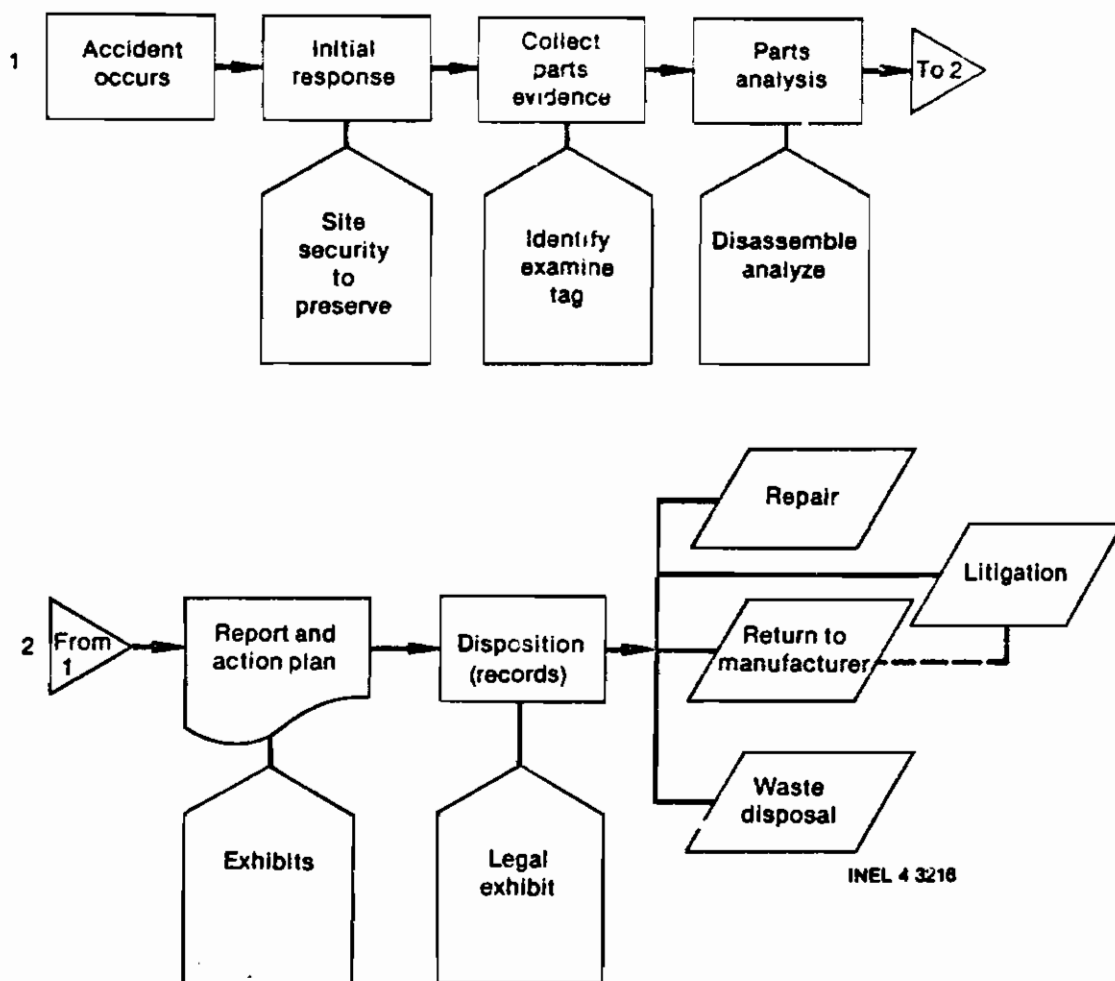 1
Accident
occurs
Initial
response
Collect
parts
evidence
Parts
analysis
To 2
Site
security
to
preserve
Identify
examine
tag
Disassemble
analyze
2
From
1
Report and
action plan
Disposition
(records)
Repair
Litigation
Return to
manufacturer
Waste
disposal
Exhibits
Legal
exhibit
INEL 4 3216